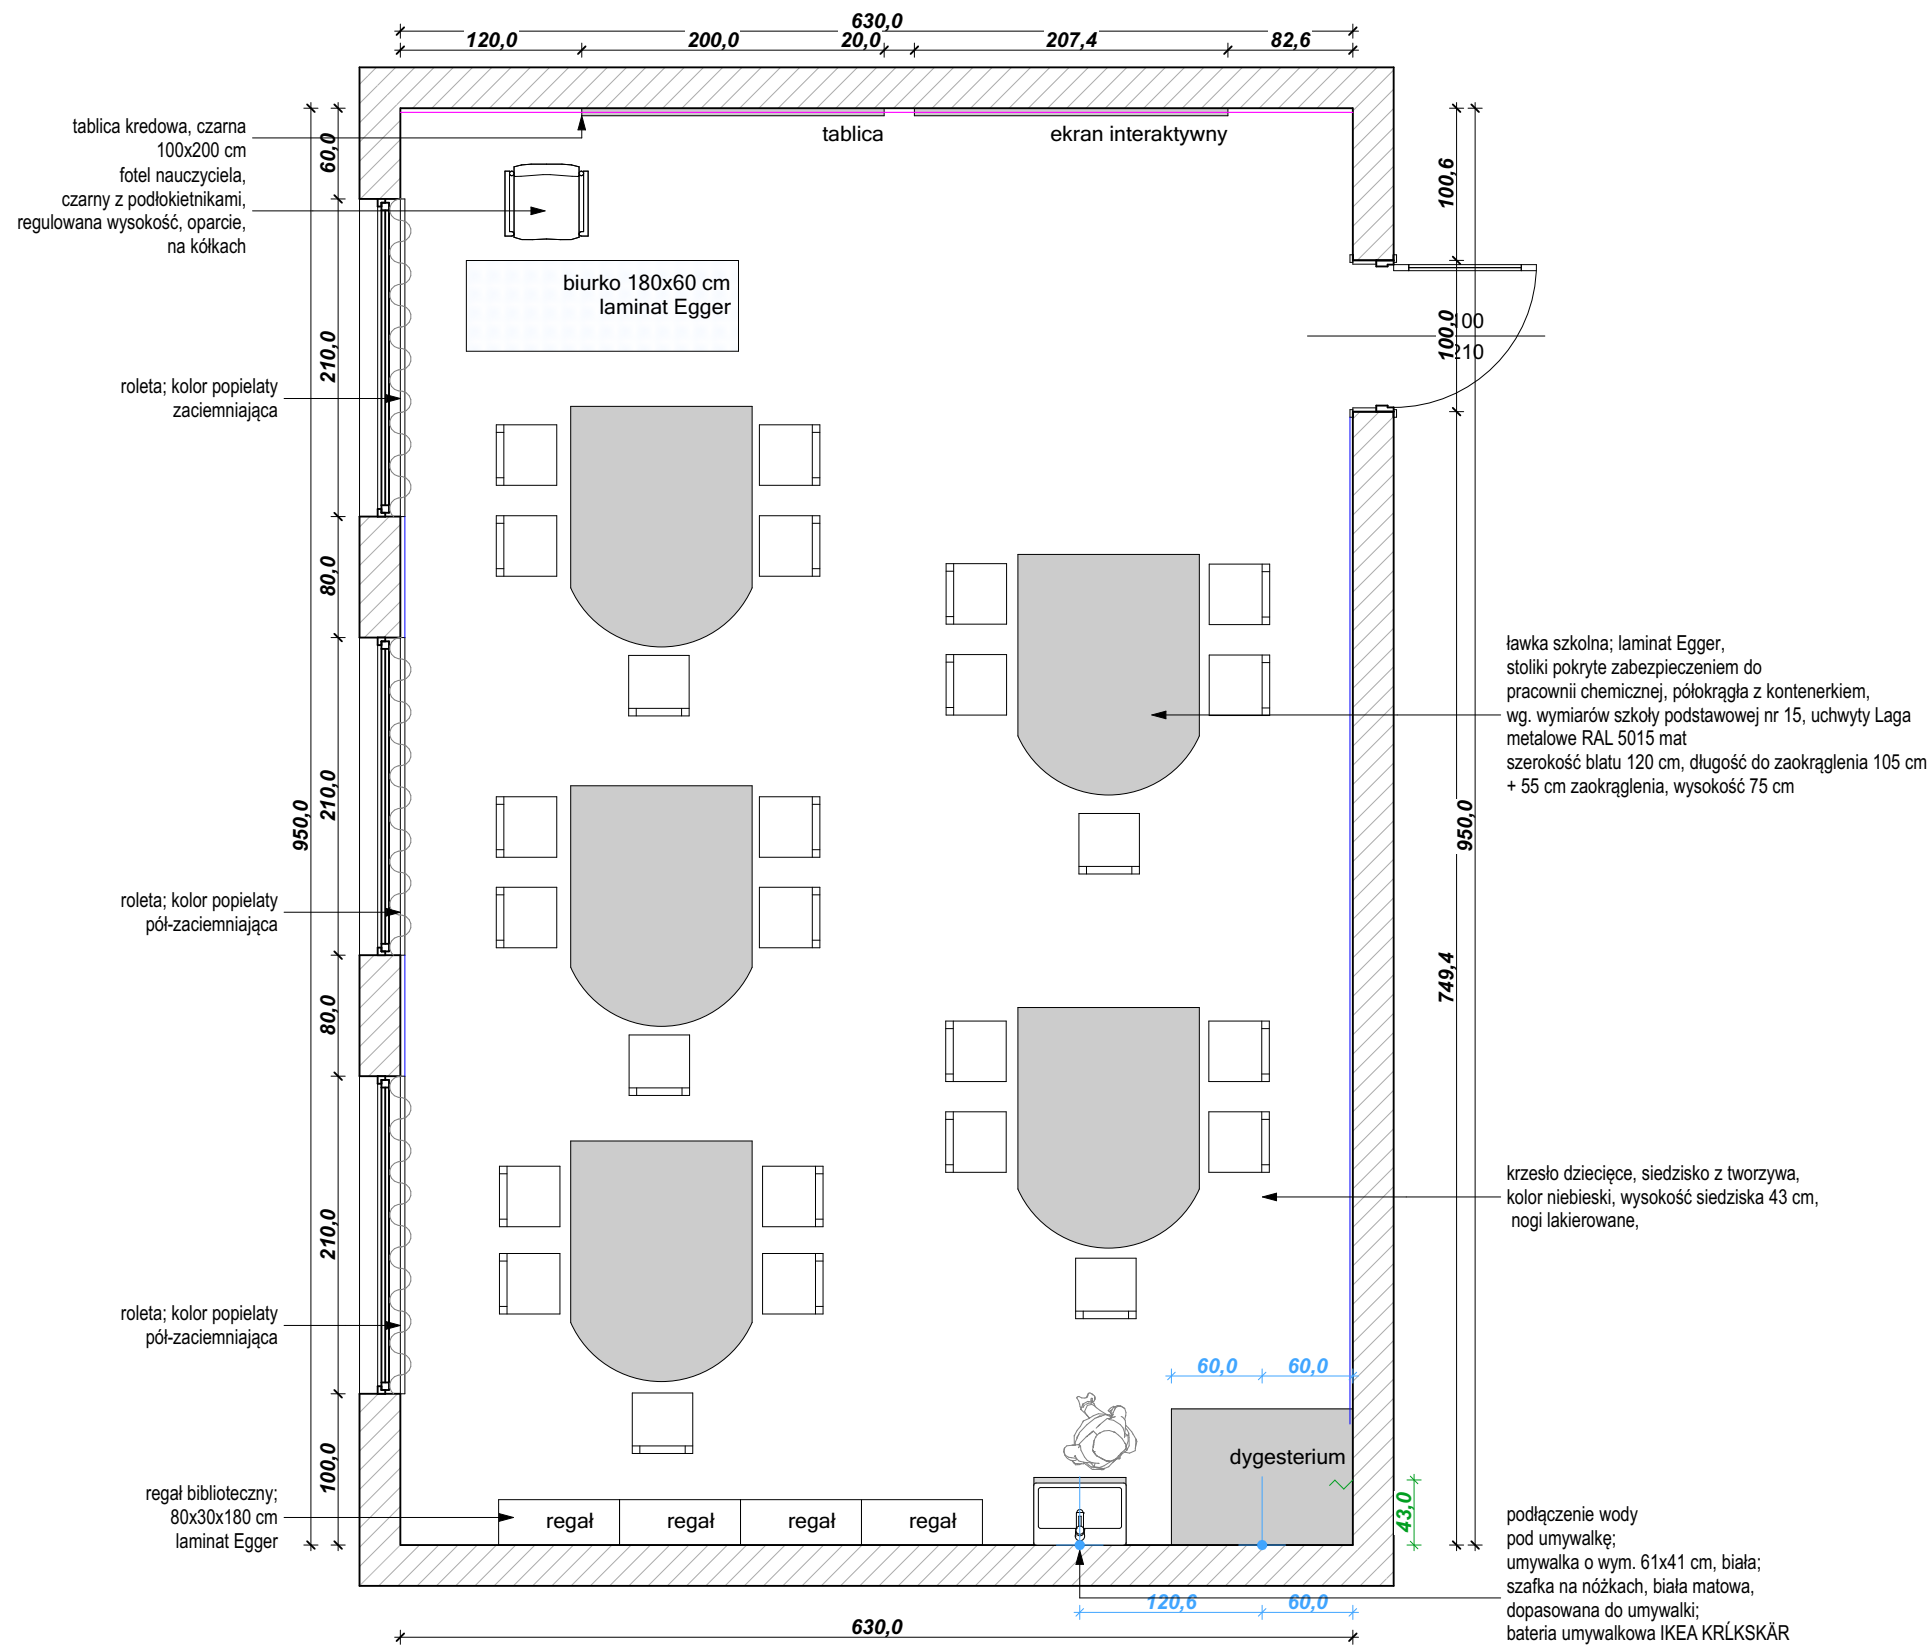 630,0
120,0
200,0
20,0
207,4
82,6
tablica kredowa, czarna
100x200 cm
fotel nauczyciela,
czarny z podłokietnikami,
regulowana wysokość, oparcie,
na kółkach
60,0
tablica
ekran interaktywny
100,6
biurko 180x60 cm
laminat Egger
210,0
100,0
100
210
roleta; kolor popielaty
zaciemniająca
80,0
ławka szkolna; laminat Egger,
stoliki pokryte zabezpieczeniem do
pracownii chemicznej, półokrągła z kontenerkiem,
wg. wymiarów szkoły podstawowej nr 15, uchwyty Laga
metalowe RAL 5015 mat
szerokość blatu 120 cm, długość do zaokrąglenia 105 cm
+ 55 cm zaokrąglenia, wysokość 75 cm
950,0
210,0
950,0
roleta; kolor popielaty
pół-zaciemniająca
749,4
80,0
krzesło dziecięce, siedzisko z tworzywa,
kolor niebieski, wysokość siedziska 43 cm,
nogi lakierowane,
210,0
roleta; kolor popielaty
pół-zaciemniająca
60,0
60,0
dygesterium
100,0
43,0
regał biblioteczny;
80x30x180 cm
laminat Egger
regał
regał
regał
regał
podłączenie wody
pod umywalkę;
umywalka o wym. 61x41 cm, biała;
szafka na nóżkach, biała matowa,
dopasowana do umywalki;
bateria umywalkowa IKEA KRĹKSKÄR
120,6
60,0
630,0